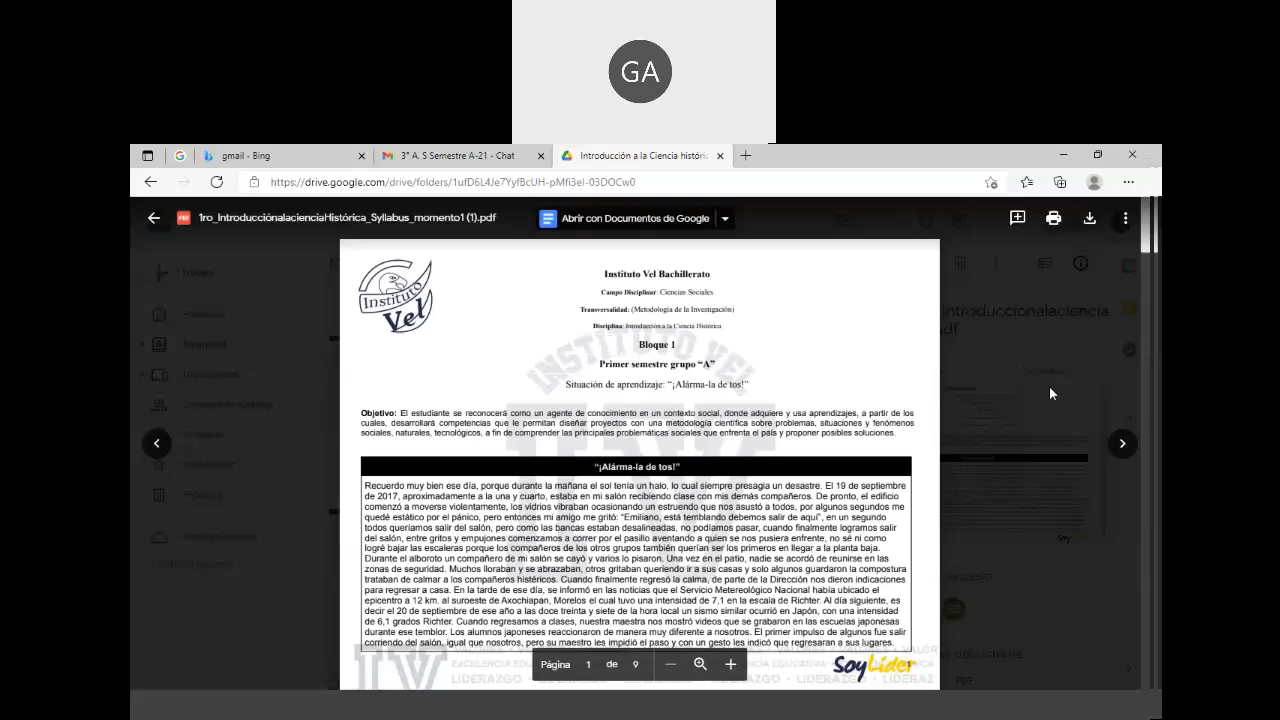 GA
gmail - Bing
3° A. S Semestre A-21 - Chat
Introducción a la Ciencia históric
https://drive.google.com/drive/folders/1ufD6L4Je7YyfBcUH-pMfi3eI-03DOCw0
1ro_IntroducciónalacienciaHistórica_Syllabus_momento1 (1).pdf
Abrir con Documentos de Google
Instituto Vel
Instituto Vel Bachillerato
Campo Disciplinar: Ciencias Sociales
Transversalidad: (Metodología de la Investigación)
Disciplina: Introducción a la Ciencia Histórica
Bloque 1
Primer semestre grupo “A”
Situación de aprendizaje: “¡Alárma-la de tos!”
INSTITUTO VEL
Objetivo: El estudiante se reconocerá como un agente de conocimiento en un contexto social, donde adquiere y usa aprendizajes, a partir de los
cuales, desarrollará competencias que le permitan diseñar proyectos con una metodología científica sobre problemas, situaciones y fenómenos
sociales, naturales, tecnológicos, a fin de comprender las principales problemáticas sociales que enfrenta el país y proponer posibles soluciones.
“¡Alárma-la de tos!”
Recuerdo muy bien ese día, porque durante la mañana el sol tenía un halo, lo cual siempre presagia un desastre. El 19 de septiembre
de 2017, aproximadamente a la una y cuarto, estaba en mi salón recibiendo clase con mis demás compañeros. De pronto, el edificio
comenzó a moverse violentamente, los vidrios vibraban ocasionando un estruendo que nos asustó a todos, por algunos segundos me
quedé estático por el pánico, pero entonces mi amigo me gritó: “Emiliano, está temblando debemos salir de aquí”, en un segundo
todos queríamos salir del salón, pero como las bancas estaban desalineadas, no podíamos pasar, cuando finalmente logramos salir
del salón, entre gritos y empujones comenzamos a correr por el pasillo aventando a quien se nos pusiera enfrente, no sé ni como
logré bajar las escaleras porque los compañeros de los otros grupos también querían ser los primeros en llegar a la planta baja.
Durante el alboroto un compañero de mi salón se cayó y varios lo pisaron. Una vez en el patio, nadie se acordó de reunirse en las
zonas de seguridad. Muchos lloraban y se abrazaban, otros gritaban queriendo ir a sus casas y solo algunos guardaron la compostura
trataban de calmar a los compañeros histéricos. Cuando finalmente regresó la calma, de parte de la Dirección nos dieron indicaciones
para regresar a casa. En la tarde de ese día, se informó en las noticias que el Servicio Metereológico Nacional había ubicado el
epicentro a 12 km. al suroeste de Axochiapan, Morelos el cual tuvo una intensidad de 7,1 en la escala de Richter. Al día siguiente, es
decir el 20 de septiembre de ese año a las doce treinta y siete de la hora local un sismo similar ocurrió en Japón, con una intensidad
de 6,1 grados Richter. Cuando regresamos a clases, nuestra maestra nos mostró videos que se grabaron en las escuelas japonesas
durante ese temblor. Los alumnos japoneses reaccionaron de manera muy diferente a nosotros. El primer impulso de algunos fue salir
corriendo del salón, igual que nosotros, pero su maestro les impidió el paso y con un gesto les indicó que regresaran a sus lugares.
Página 1 de 9
SoyLíder
LIDERAZGO